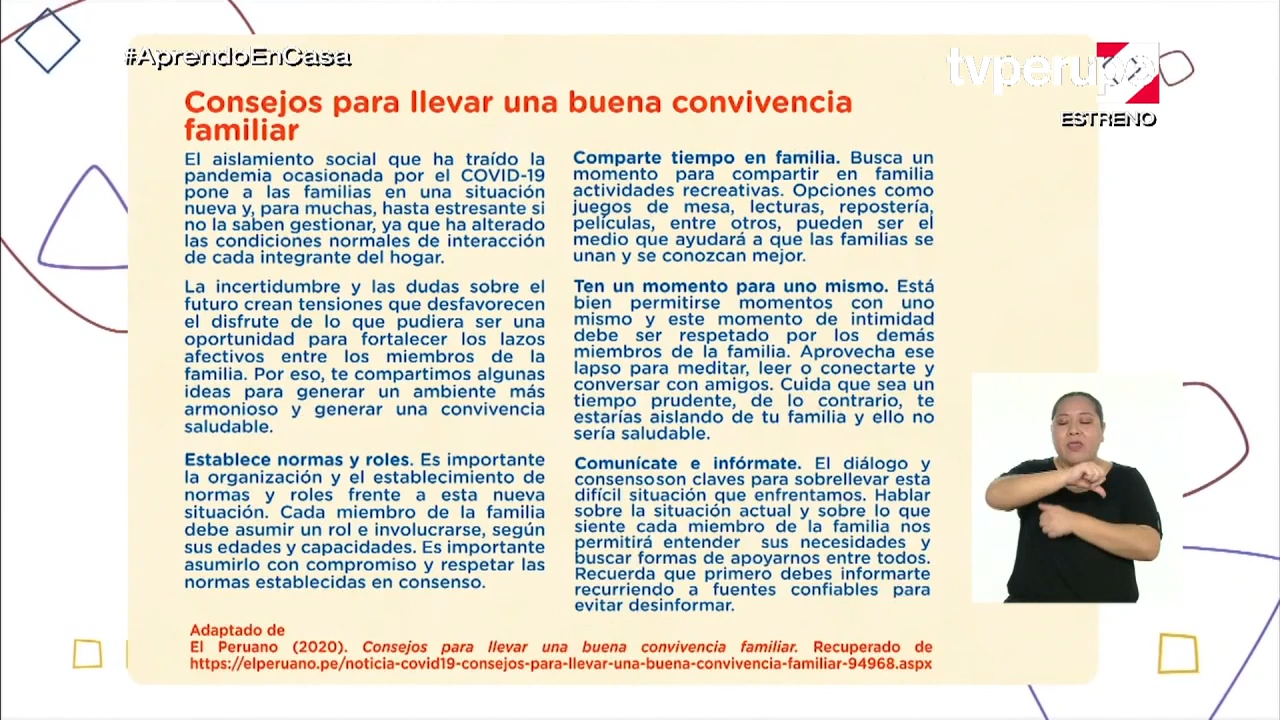 #AprendoEnCasa
tvperu
ESTRENO
Consejos para llevar una buena convivencia
familiar
El aislamiento social que ha traído la
pandemia ocasionada por el COVID-19
pone a las familias en una situación
nueva y, para muchas, hasta estresante si
no la saben gestionar, ya que ha alterado
las condiciones normales de interacción
de cada integrante del hogar.
La incertidumbre y las dudas sobre el
futuro crean tensiones que desfavorecen
el disfrute de lo que pudiera ser una
oportunidad para fortalecer los lazos
afectivos entre los miembros de la
familia. Por eso, te compartimos algunas
ideas para generar un ambiente más
armonioso y generar una convivencia
saludable.
Establece normas y roles. Es importante
la organización y el establecimiento de
normas y roles frente a esta nueva
situación. Cada miembro de la familia
debe asumir un rol e involucrarse, según
sus edades y capacidades. Es importante
asumirlo con compromiso y respetar las
normas establecidas en consenso.
Comparte tiempo en familia. Busca un
momento para compartir en familia
actividades recreativas. Opciones como
juegos de mesa, lecturas, repostería,
películas, entre otros, pueden ser el
medio que ayudará a que las familias se
unan y se conozcan mejor.
Ten un momento para uno mismo. Está
bien permitirse momentos con uno
mismo y este momento de intimidad
debe ser respetado por los demás
miembros de la familia. Aprovecha ese
lapso para meditar, leer o conectarte y
conversar con amigos. Cuida que sea un
tiempo prudente, de lo contrario, te
estarías aislando de tu familia y ello no
sería saludable.
Comunícate e infórmate. El diálogo y
consensoson claves para sobrellevar esta
difícil situación que enfrentamos. Hablar
sobre la situación actual y sobre lo que
siente cada miembro de la familia nos
permitirá entender sus necesidades y
buscar formas de apoyarnos entre todos.
Recuerda que primero debes informarte
recurriendo a fuentes confiables para
evitar desinformar.
Adaptado de
El Peruano (2020). Consejos para llevar una buena convivencia familiar. Recuperado de
https://elperuano.pe/noticia-covid19-consejos-para-llevar-una-buena-convivencia-familiar-94968.aspx